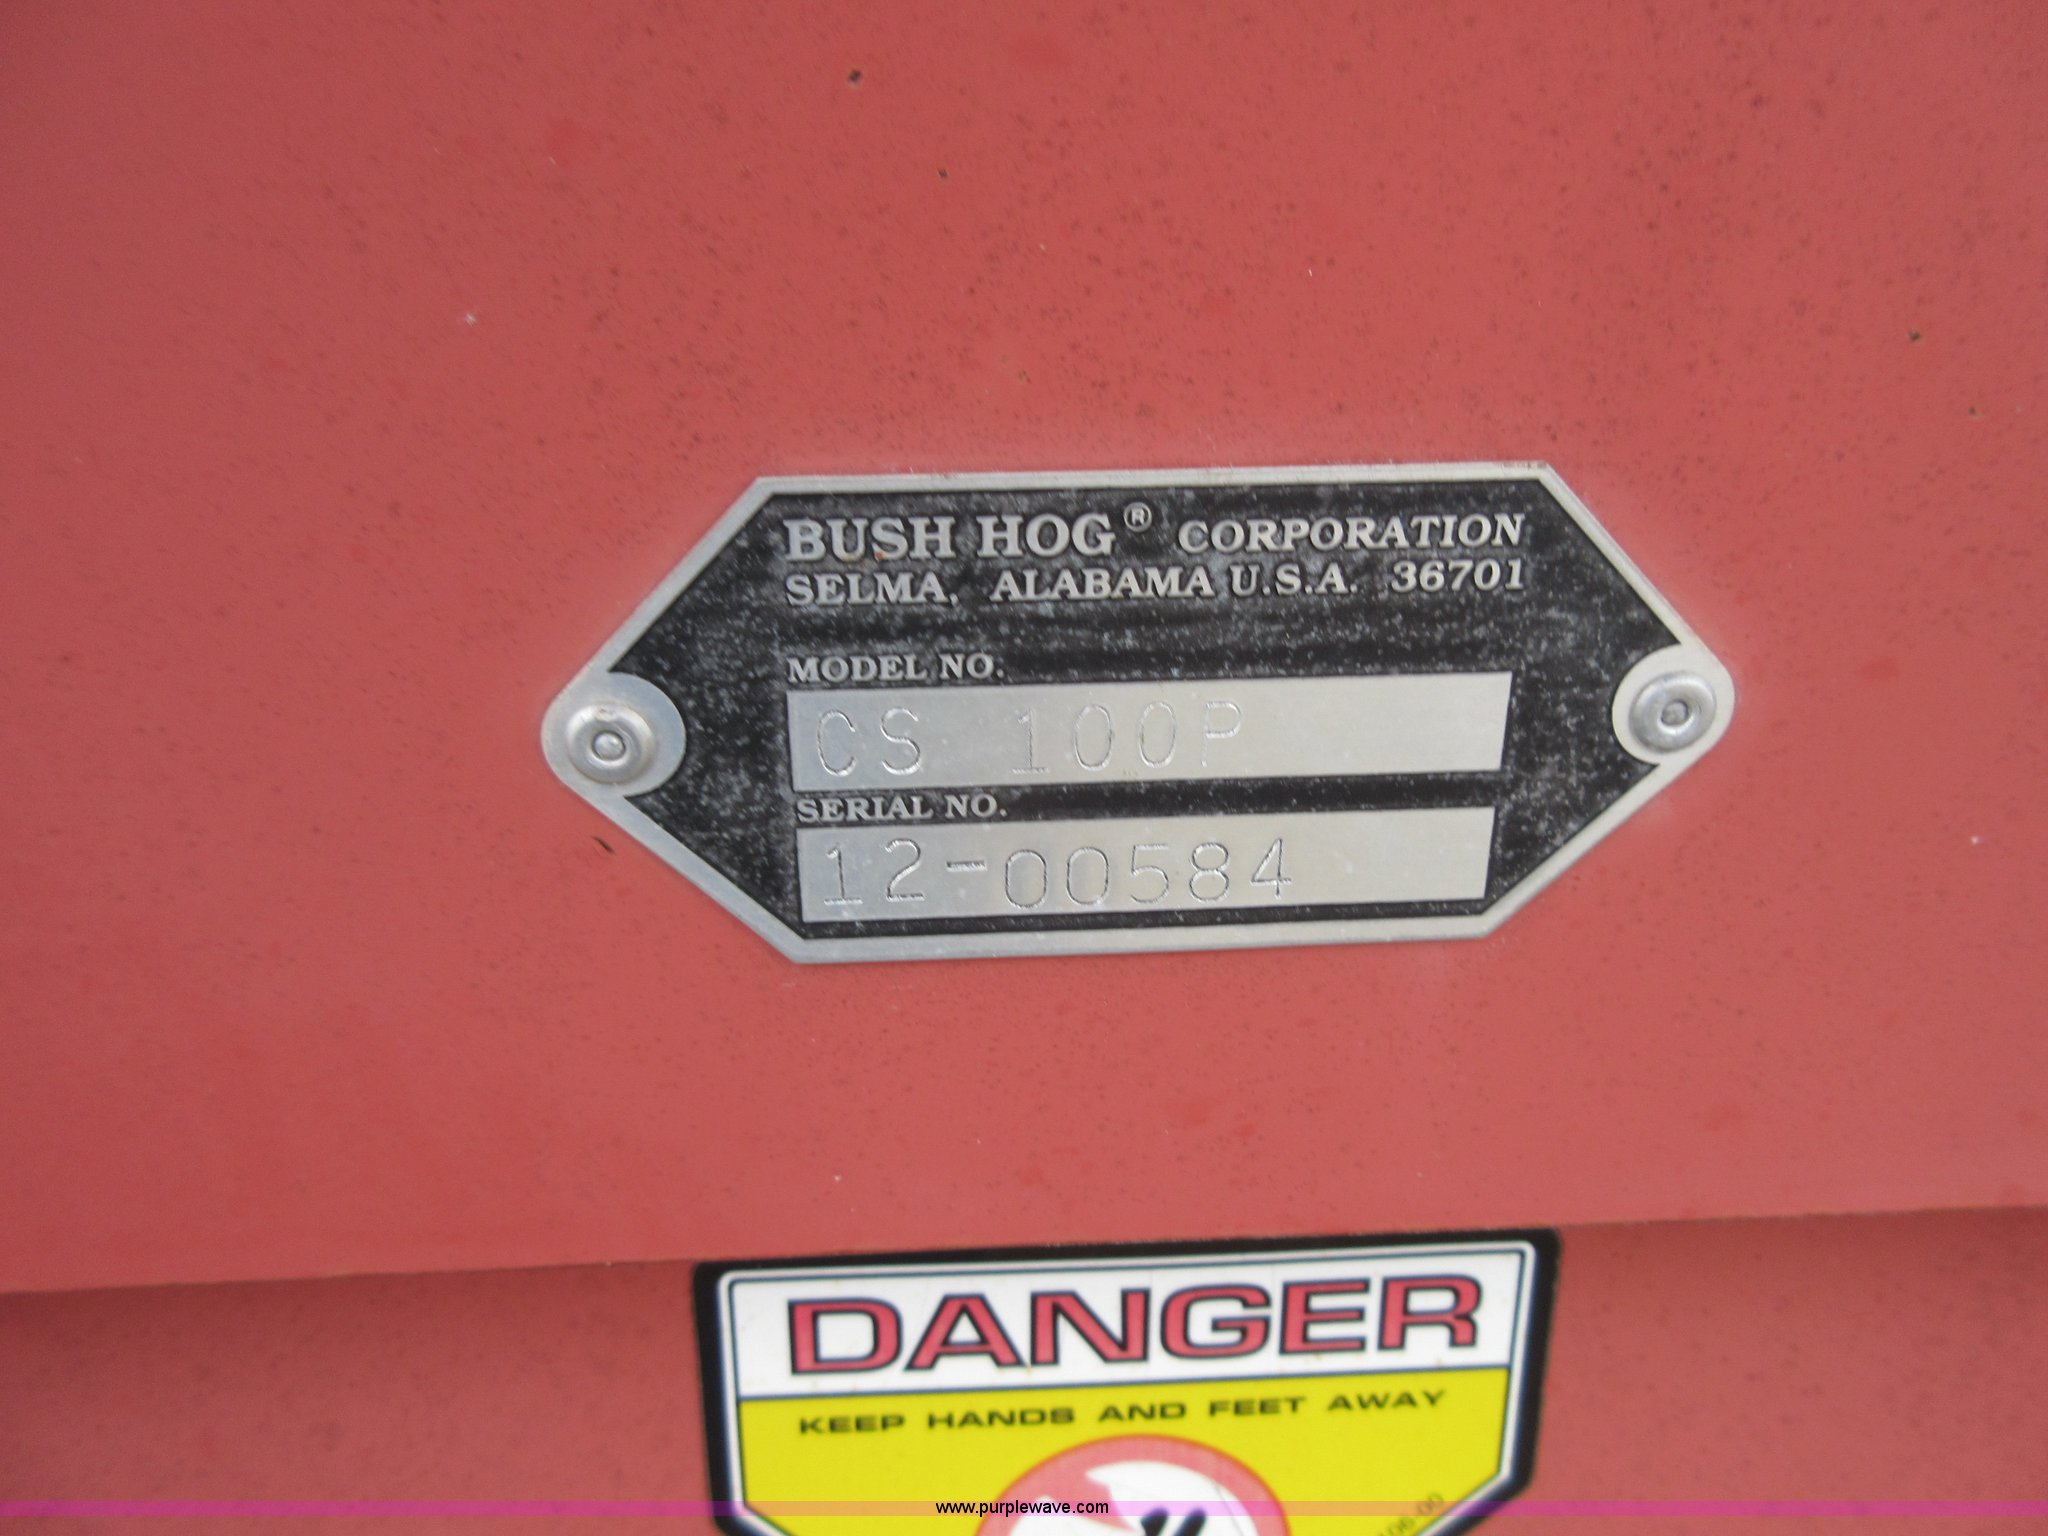 BUSH HOG® CORPORATION
SELMA, ALABAMA U.S.A. 36701
MODEL NO.
CS 100P
SERIAL NO.
12-00584
DANGER
KEEP HANDS AND FEET AWAY
www.purplewave.com